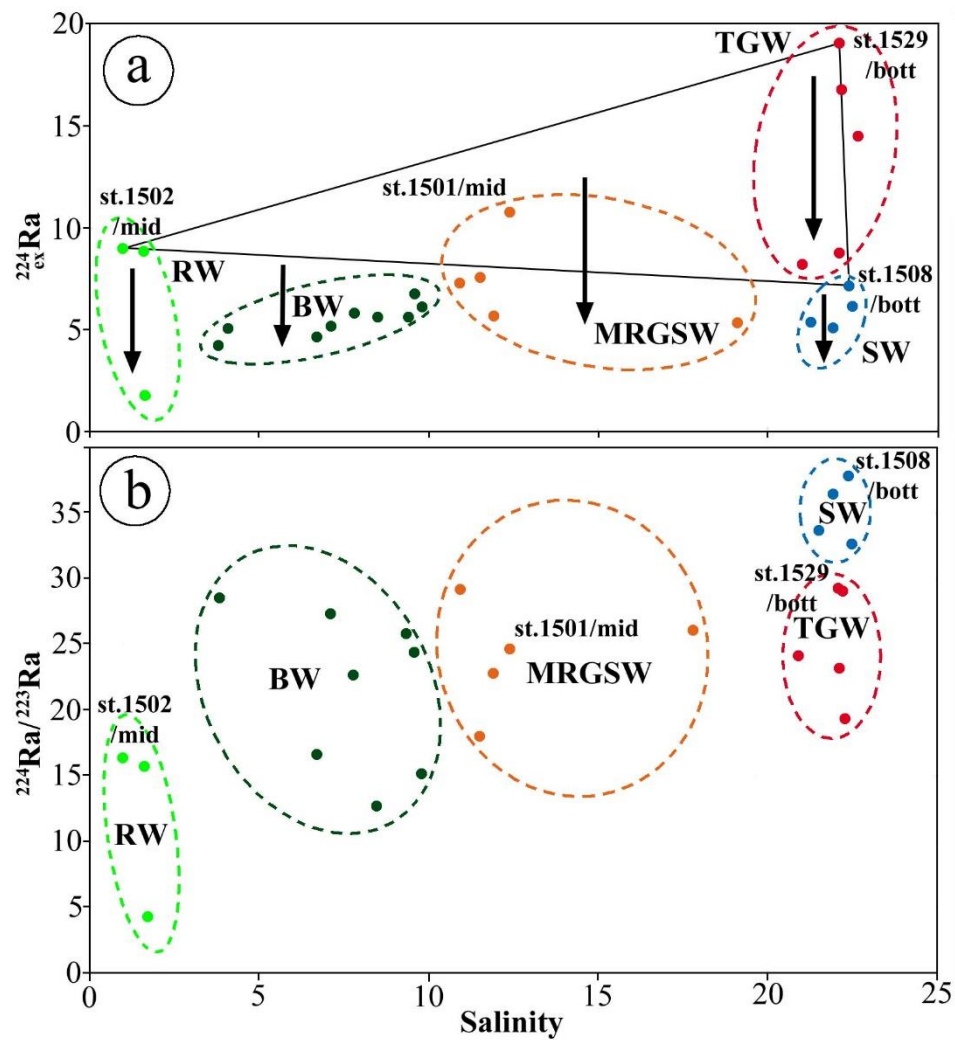 a
20
15
10
5
0
²²⁴ₑₓRa
TGW
st.1529
/bott
st.1501/mid
st.1502
/mid
RW
BW
MRGSW
st.1508
/bott
SW
b
35
30
25
20
15
10
5
0
²²⁴Ra/²²³Ra
st.1508
/bott
SW
st.1529
/bott
TGW
st.1501/mid
MRGSW
BW
st.1502
/mid
RW
0 5 10 15 20 25
Salinity